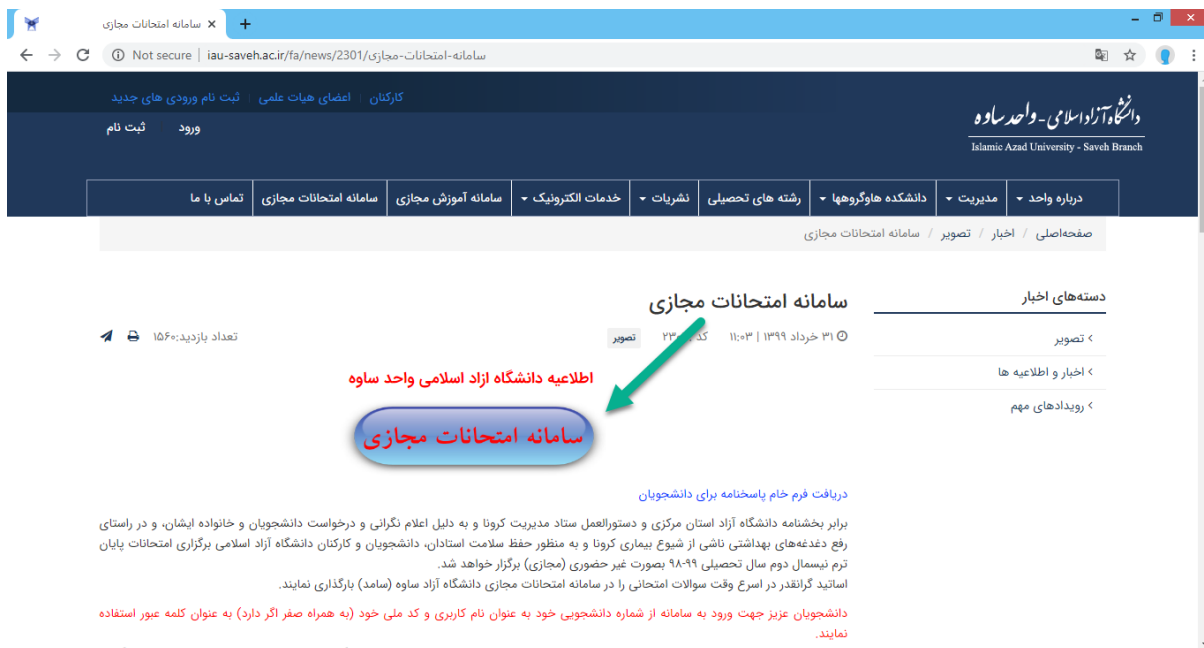 سامانه امتحانات مجازی
Not secure | iau-saveh.ac.ir/fa/news/2301/سامانه-امتحانات-مجازی
کارکنان | اعضای هیات علمی | ثبت نام ورودی های جدید
ورود ثبت نام
دانشگاه آزاد اسلامی - واحد ساوه
Islamic Azad University - Saveh Branch
درباره واحد مدیریت دانشکده هاوگروهها رشته های تحصیلی نشریات خدمات الکترونیک سامانه آموزش مجازی سامانه امتحانات مجازی تماس با ما
صفحه‌اصلی / اخبار / تصویر / سامانه امتحانات مجازی
دسته‌های اخبار
› تصویر
› اخبار و اطلاعیه ها
› رویدادهای مهم
سامانه امتحانات مجازی
۳۱ خرداد ۱۳۹۹ | ۱۱:۰۳ کد تصویر
تعداد بازدید:۱۵۶۰
اطلاعیه دانشگاه ازاد اسلامی واحد ساوه
سامانه امتحانات مجازی
دریافت فرم خام پاسخنامه برای دانشجویان
برابر بخشنامه دانشگاه آزاد استان مرکزی و دستورالعمل ستاد مدیریت کرونا و به دلیل اعلام نگرانی و درخواست دانشجویان و خانواده ایشان، و در راستای
رفع دغدغه‌های بهداشتی ناشی از شیوع بیماری کرونا و به منظور حفظ سلامت استادان، دانشجویان و کارکنان دانشگاه آزاد اسلامی برگزاری امتحانات پایان
ترم نیسمال دوم سال تحصیلی ۹۹-۹۸ بصورت غیر حضوری (مجازی) برگزار خواهد شد.
اساتید گرانقدر در اسرع وقت سوالات امتحانی را در سامانه امتحانات مجازی دانشگاه آزاد ساوه (سامد) بارگذاری نمایند.
دانشجویان عزیز جهت ورود به سامانه از شماره دانشجویی خود به عنوان نام کاربری و کد ملی خود (به همراه صفر اگر دارد) به عنوان کلمه عبور استفاده
نمایند.